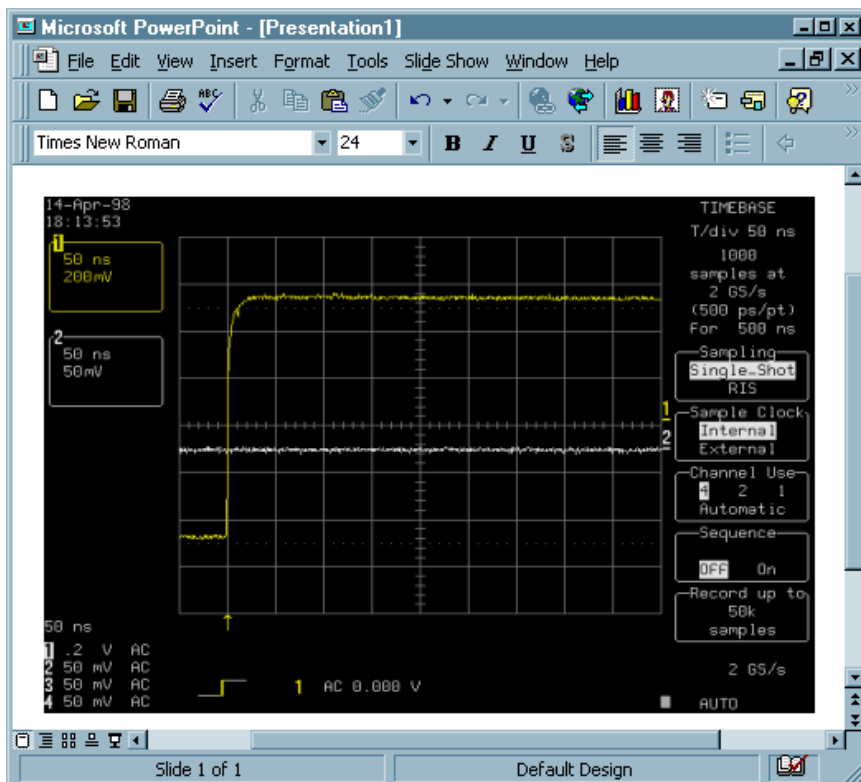 Microsoft PowerPoint - [Presentation1]
File Edit View Insert Format Tools Slide Show Window Help
ABC
Times New Roman 24 B I U S
14-Apr-98
18:13:53
1
50 ns
200mV
2
50 ns
50mV
TIMEBASE
T/div 50 ns
1000
samples at
2 GS/s
(500 ps/pt)
For 500 ns
Sampling
Single-Shot
RIS
1
Sample Clock
Internal
2
External
Channel Use
4 2 1
Automatic
Sequence
OFF On
Record up to
50k
samples
50 ns
1 .2 V AC
2 50 mV AC
3 50 mV AC
4 50 mV AC
1 AC 0.000 V
2 GS/s
AUTO
Slide 1 of 1 Default Design